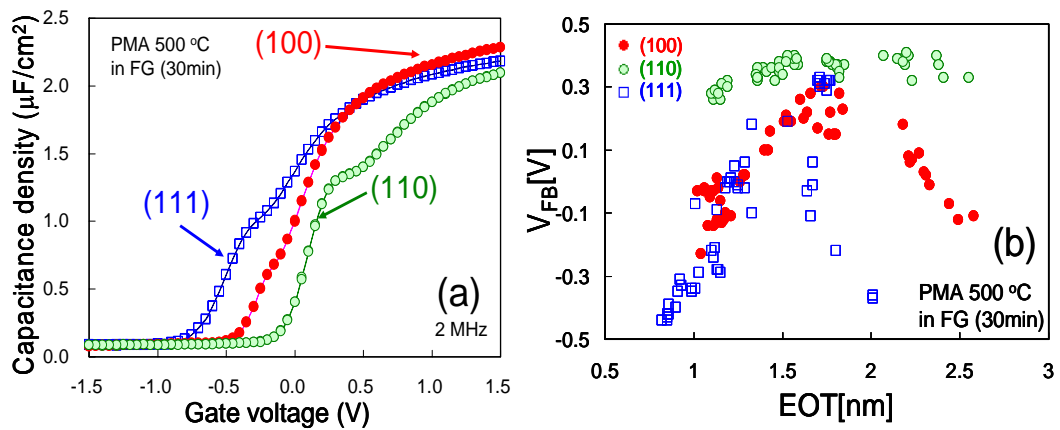 Capacitance density (µF/cm2)
2.5
2.0
1.5
1.0
0.5
0.0
PMA 500 ºC
in FG (30min)
(100)
(111)
(110)
(a)
2 MHz
-1.5 -1.0 -0.5 0.0 0.5 1.0 1.5
Gate voltage (V)
VFB[V]
0.5
0.3
0.1
-0.1
-0.3
-0.5
(100)
(110)
(111)
(b)
PMA 500 ºC
in FG (30min)
0.5 1 1.5 2 2.5 3
EOT[nm]